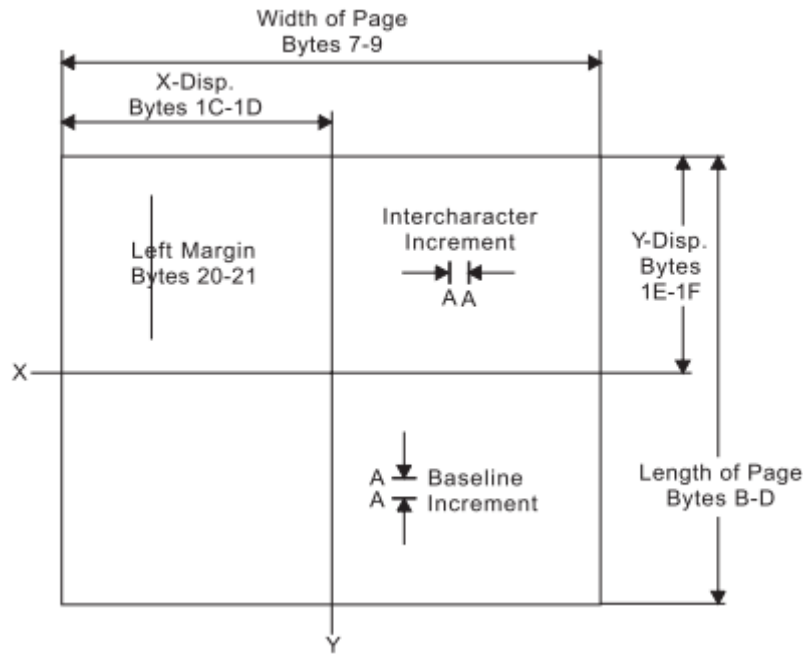 Width of Page
Bytes 7-9
X-Disp.
Bytes 1C-1D
Intercharacter
Increment
A A
Left Margin
Bytes 20-21
Y-Disp.
Bytes
1E-1F
X
A
Baseline
A
Increment
Length of Page
Bytes B-D
Y